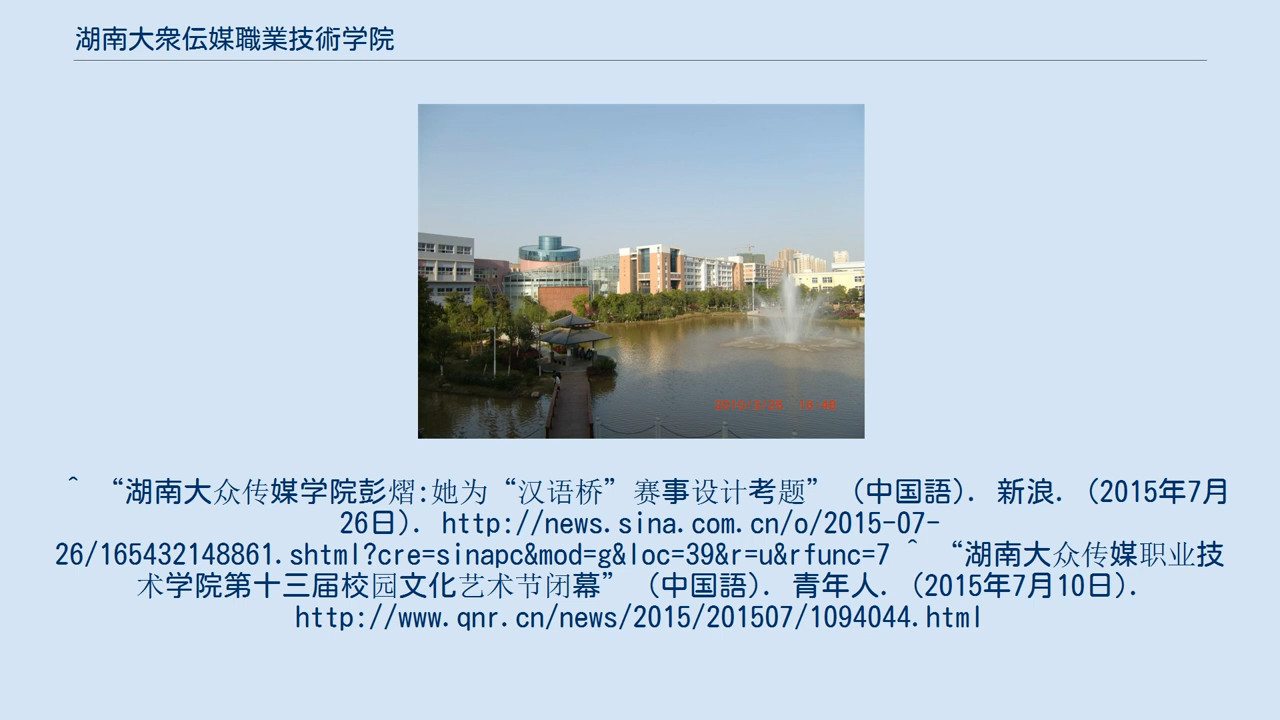 湖南大衆伝媒職業技術学院
^ “湖南大众传媒学院彭熠:她为“汉语桥”赛事设计考题” (中国語). 新浪. (2015年7月
26日). http://news.sina.com.cn/o/2015-07-
26/165432148861.shtml?cre=sinapc&mod=g&loc=39&r=u&rfunc=7 ^ “湖南大众传媒职业技
术学院第十三届校园文化艺术节闭幕” (中国語). 青年人. (2015年7月10日).
http://www.qnr.cn/news/2015/201507/1094044.html